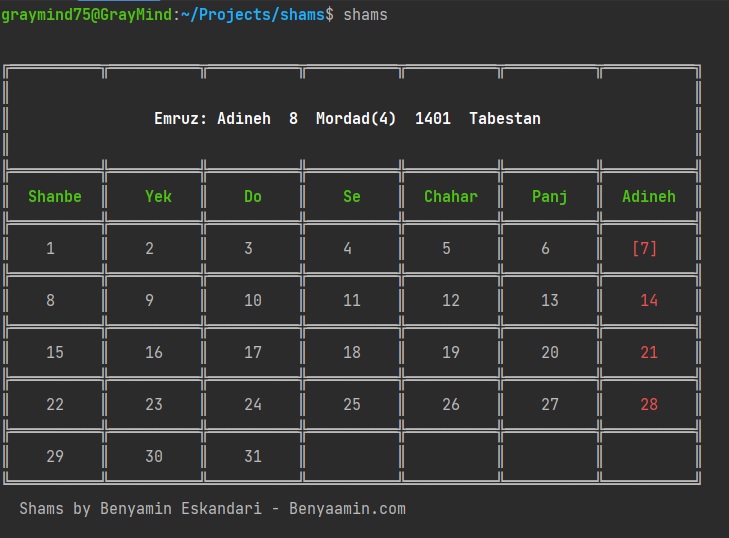 graymind75@GrayMind:~/Projects/shams$ shams
Emruz: Adineh  8  Mordad(4)  1401  Tabestan
Shanbe Yek Do Se Chahar Panj Adineh
1 2 3 4 5 6 [7]
8 9 10 11 12 13 14
15 16 17 18 19 20 21
22 23 24 25 26 27 28
29 30 31
Shams by Benyamin Eskandari - Benyaamin.com